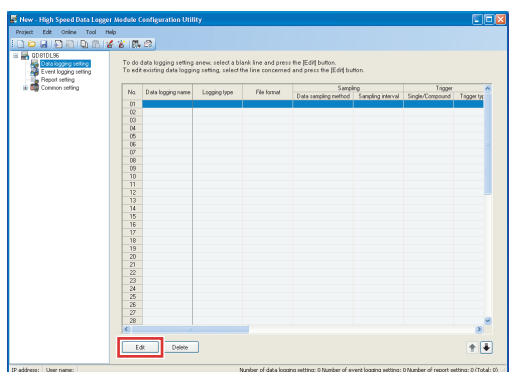 New - High Speed Data Logger Module Configuration Utility
Project Edit Online Tool Help
QD81DL96
Data logging setting
Event logging setting
Report setting
Common setting
To do data logging setting anew, select a blank line and press the [Edit] button.
To edit existing data logging setting, select the line concerned and press the [Edit] button.
No. Data logging name Logging type File format Sampling Trigger
Data sampling method Sampling interval Single/Compound Trigger typ
01
02
03
04
05
06
07
08
09
10
11
12
13
14
15
16
17
18
19
20
21
22
23
24
25
26
27
28
Edit Delete
IP address: User name: Number of data logging setting: 0 Number of event logging setting: 0 Number of report setting: 0 (Total: 0)